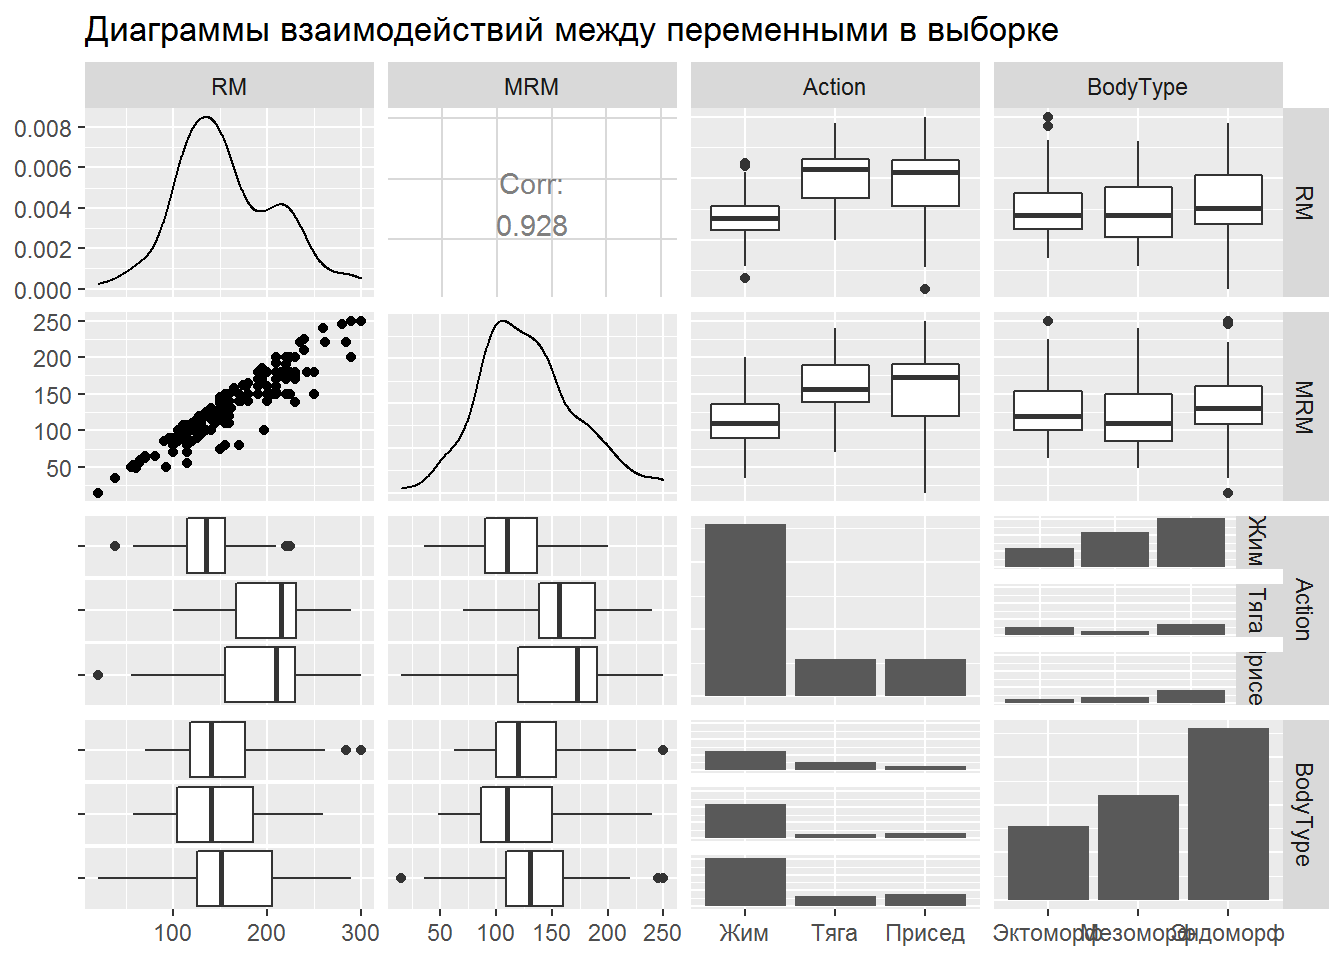 Диаграммы взаимодействий между переменными в выборке
RM MRM Action BodyType
0.008
0.006
0.004
0.002
0.000
Corr:
0.928
RM
250
200
150
100
50
MRM
Жим
Тяга
Присе
Action
BodyType
100 200 300 50 100 150 200 250 Жим Тяга Присед Эктоморф Мезоморф Эндоморф